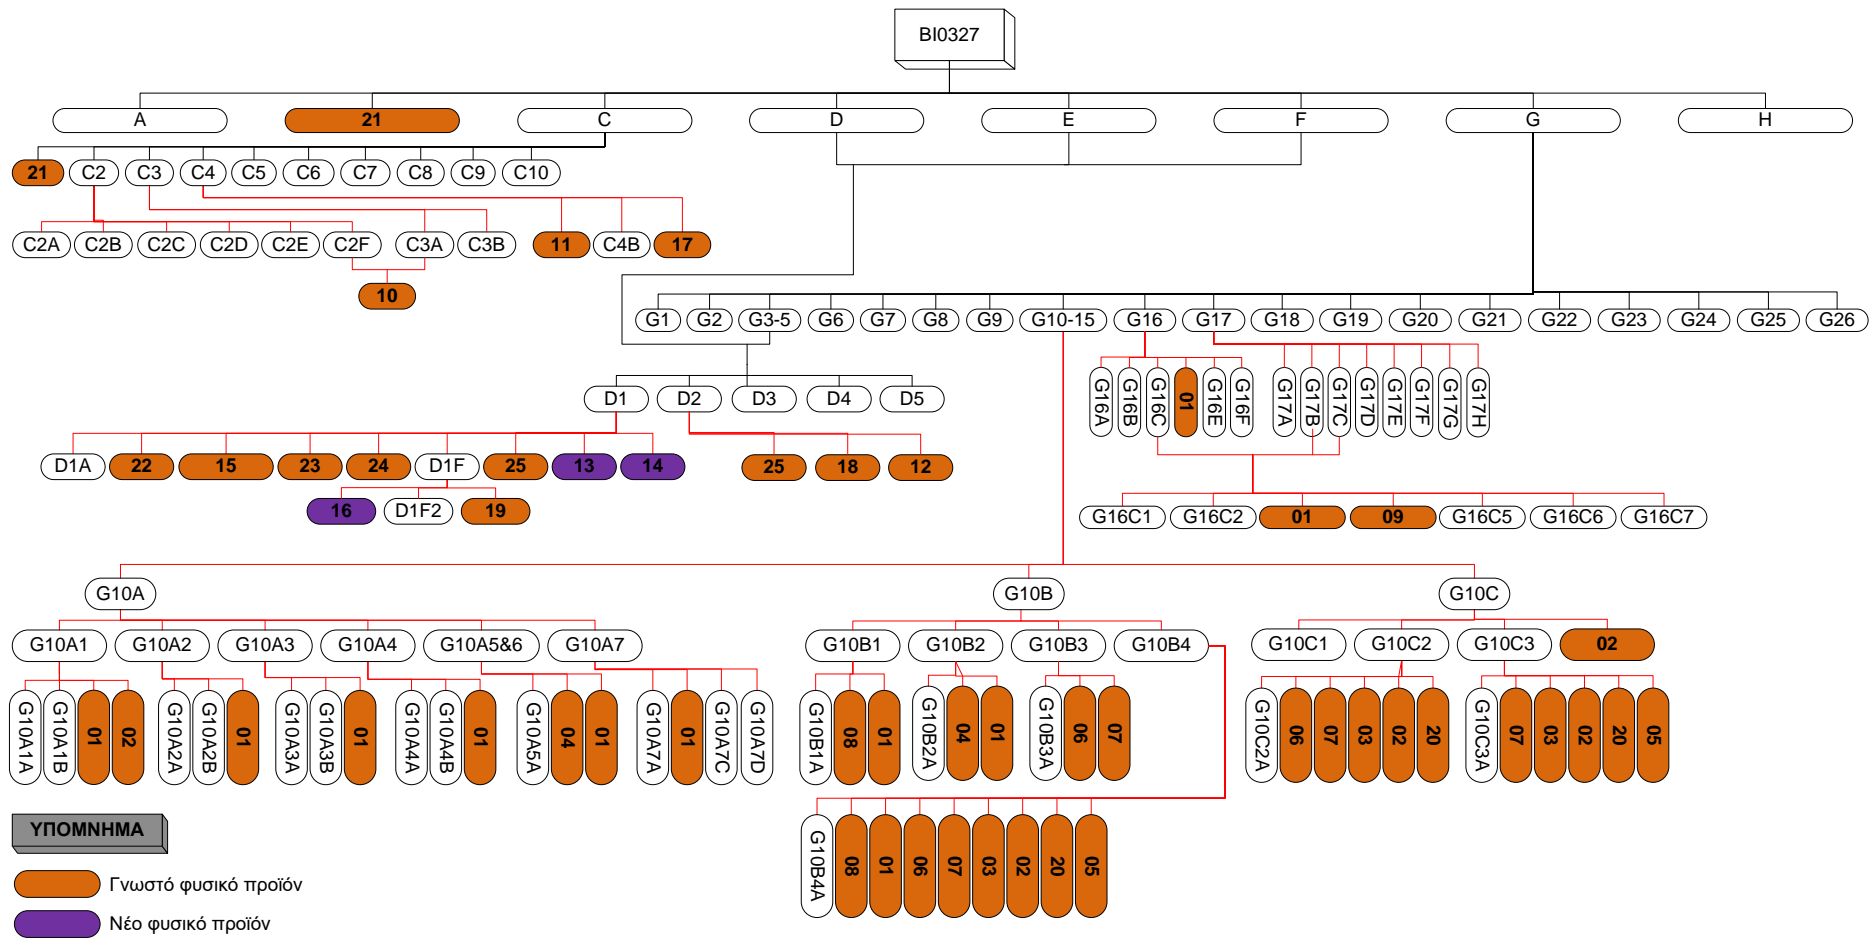 BI0327
A 21 C D E F G H
21 C2 C3 C4 C5 C6 C7 C8 C9 C10
C2A C2B C2C C2D C2E C2F C3A C3B 11 C4B 17
10
G1 G2 G3-5 G6 G7 G8 G9 G10-15 G16 G17 G18 G19 G20 G21 G22 G23 G24 G25 G26
G16A G16B G16C 01 G16E G16F G17A G17B G17C G17D G17E G17F G17G G17H
D1 D2 D3 D4 D5
D1A 22 15 23 24 D1F 25 13 14 25 18 12
16 D1F2 19
G16C1 G16C2 01 09 G16C5 G16C6 G16C7
G10A G10B G10C
G10A1 G10A2 G10A3 G10A4 G10A5&6 G10A7 G10B1 G10B2 G10B3 G10B4 G10C1 G10C2 G10C3 02
G10A1A G10A1B 01 02 G10A2A G10A2B 01 G10A3A G10A3B 01 G10A4A G10A4B 01 G10A5A 04 01 G10A7A 01 G10A7C G10A7D G10B1A 08 01 G10B2A 04 01 G10B3A 06 07 G10C2A 06 07 03 02 20 G10C3A 07 03 02 20 05
G10B4A 08 01 06 07 03 02 20 05
ΥΠΟΜΝΗΜΑ
Γνωστό φυσικό προϊόν
Νέο φυσικό προϊόν